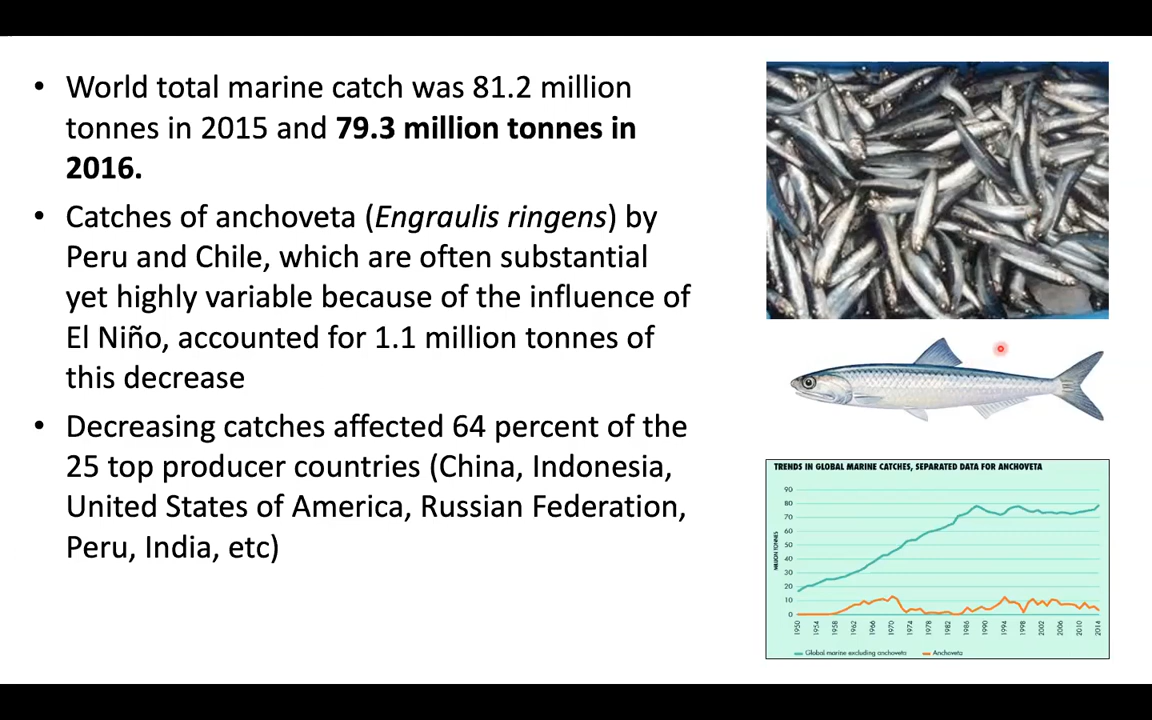 • World total marine catch was 81.2 million
tonnes in 2015 and 79.3 million tonnes in
2016.
• Catches of anchoveta (Engraulis ringens) by
Peru and Chile, which are often substantial
yet highly variable because of the influence of
El Niño, accounted for 1.1 million tonnes of
this decrease
• Decreasing catches affected 64 percent of the
25 top producer countries (China, Indonesia,
United States of America, Russian Federation,
Peru, India, etc)
TRENDS IN GLOBAL MARINE CATCHES, SEPARATED DATA FOR ANCHOVETA
MILLION TONNES
90
80
70
60
50
40
30
20
10
0
1950 1954 1958 1962 1966 1970 1974 1978 1982 1986 1990 1994 1998 2002 2006 2010 2014
Global marine excluding anchoveta Anchoveta